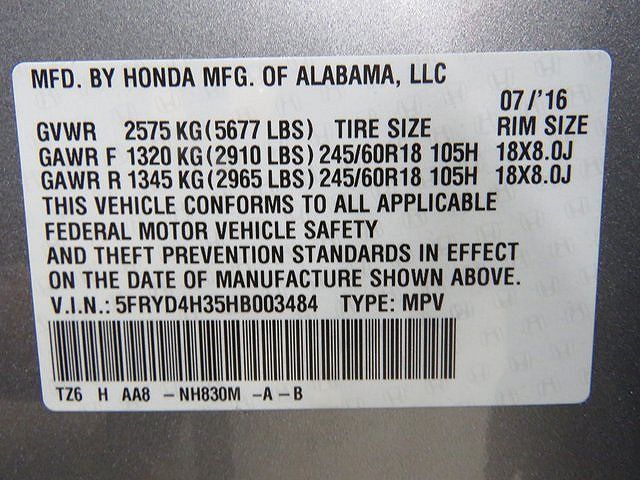 MFD. BY HONDA MFG. OF ALABAMA, LLC
07/'16
GVWR 2575 KG(5677 LBS) TIRE SIZE RIM SIZE
GAWR F 1320 KG(2910 LBS) 245/60R18 105H 18X8.0J
GAWR R 1345 KG(2965 LBS) 245/60R18 105H 18X8.0J
THIS VEHICLE CONFORMS TO ALL APPLICABLE
FEDERAL MOTOR VEHICLE SAFETY
AND THEFT PREVENTION STANDARDS IN EFFECT
ON THE DATE OF MANUFACTURE SHOWN ABOVE.
V.I.N.: 5FRYD4H35HB003484 TYPE: MPV
TZ6 H AA8 -NH830M -A-B